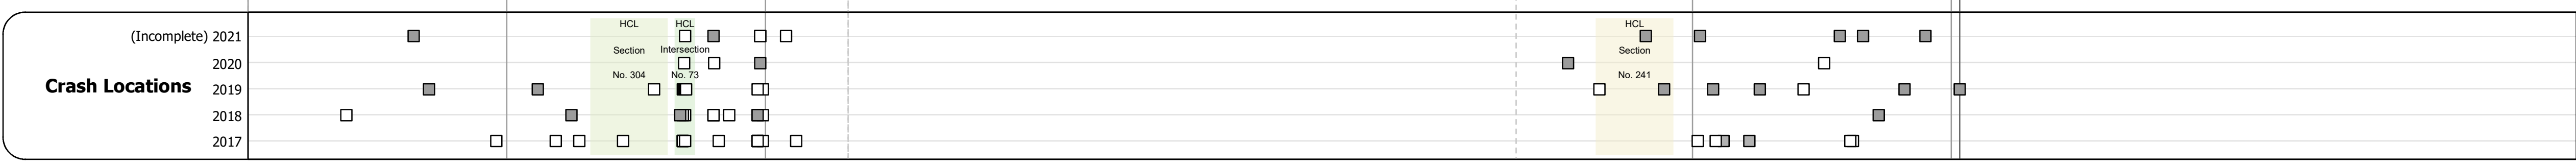 Crash Locations
(Incomplete) 2021
2020
2019
2018
2017
HCL
Section
No. 304
HCL
Intersection
No. 73
HCL
Section
No. 241